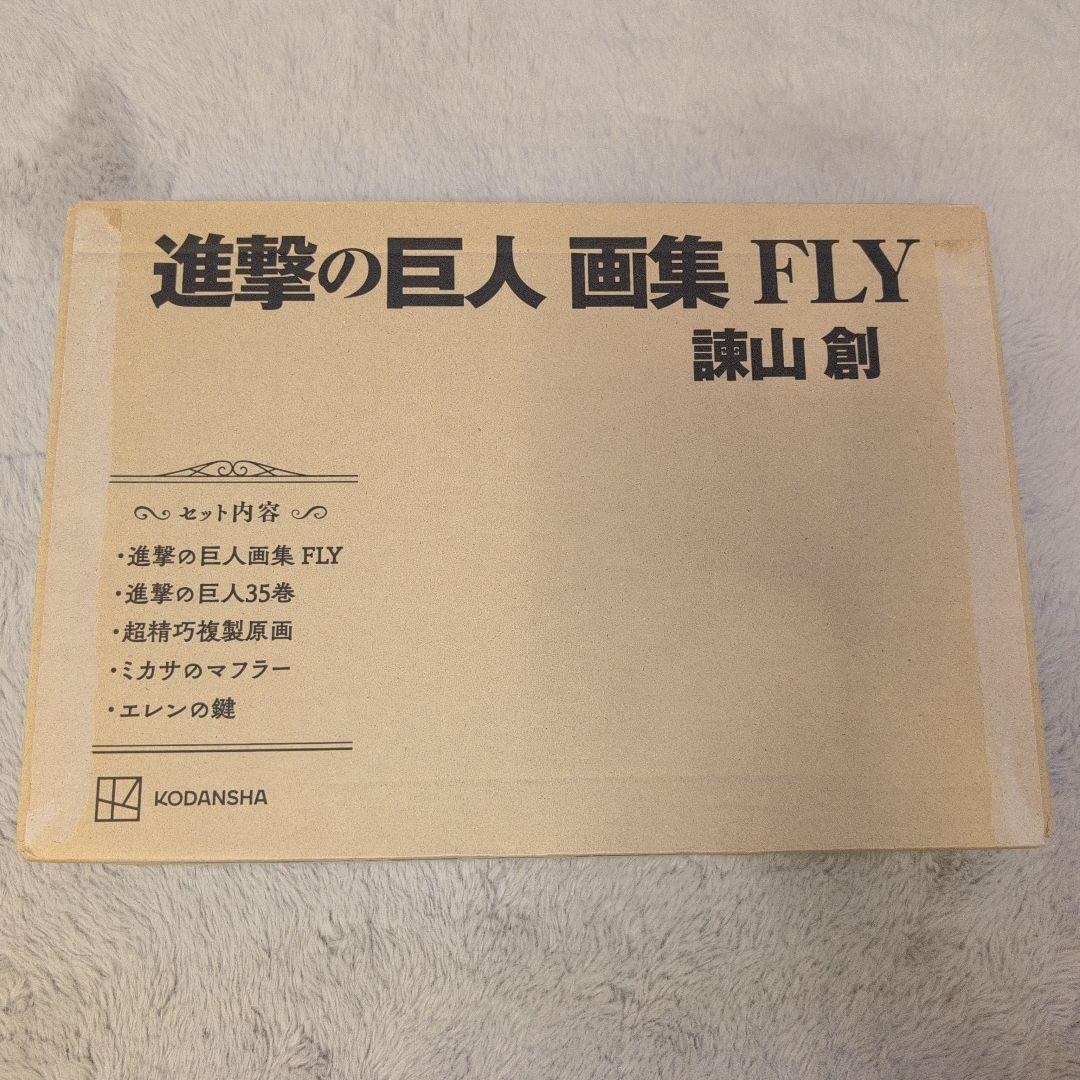 進撃の巨人 画集 FLY
諫山 創
セット内容
・進撃の巨人画集 FLY
・進撃の巨人35巻
・超精巧複製原画
・ミカサのマフラー
・エレンの鍵
KODANSHA